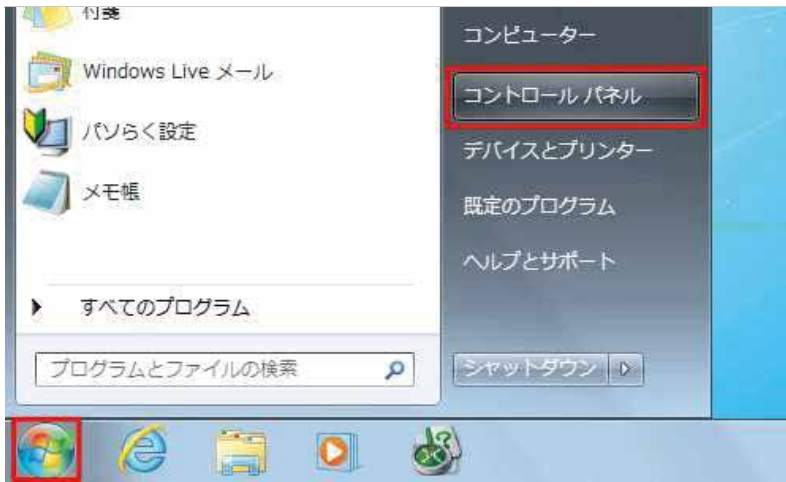 付箋
Windows Live メール
パソらく設定
メモ帳
すべてのプログラム
プログラムとファイルの検索
コンピューター
コントロール パネル
デバイスとプリンター
既定のプログラム
ヘルプとサポート
シャットダウン